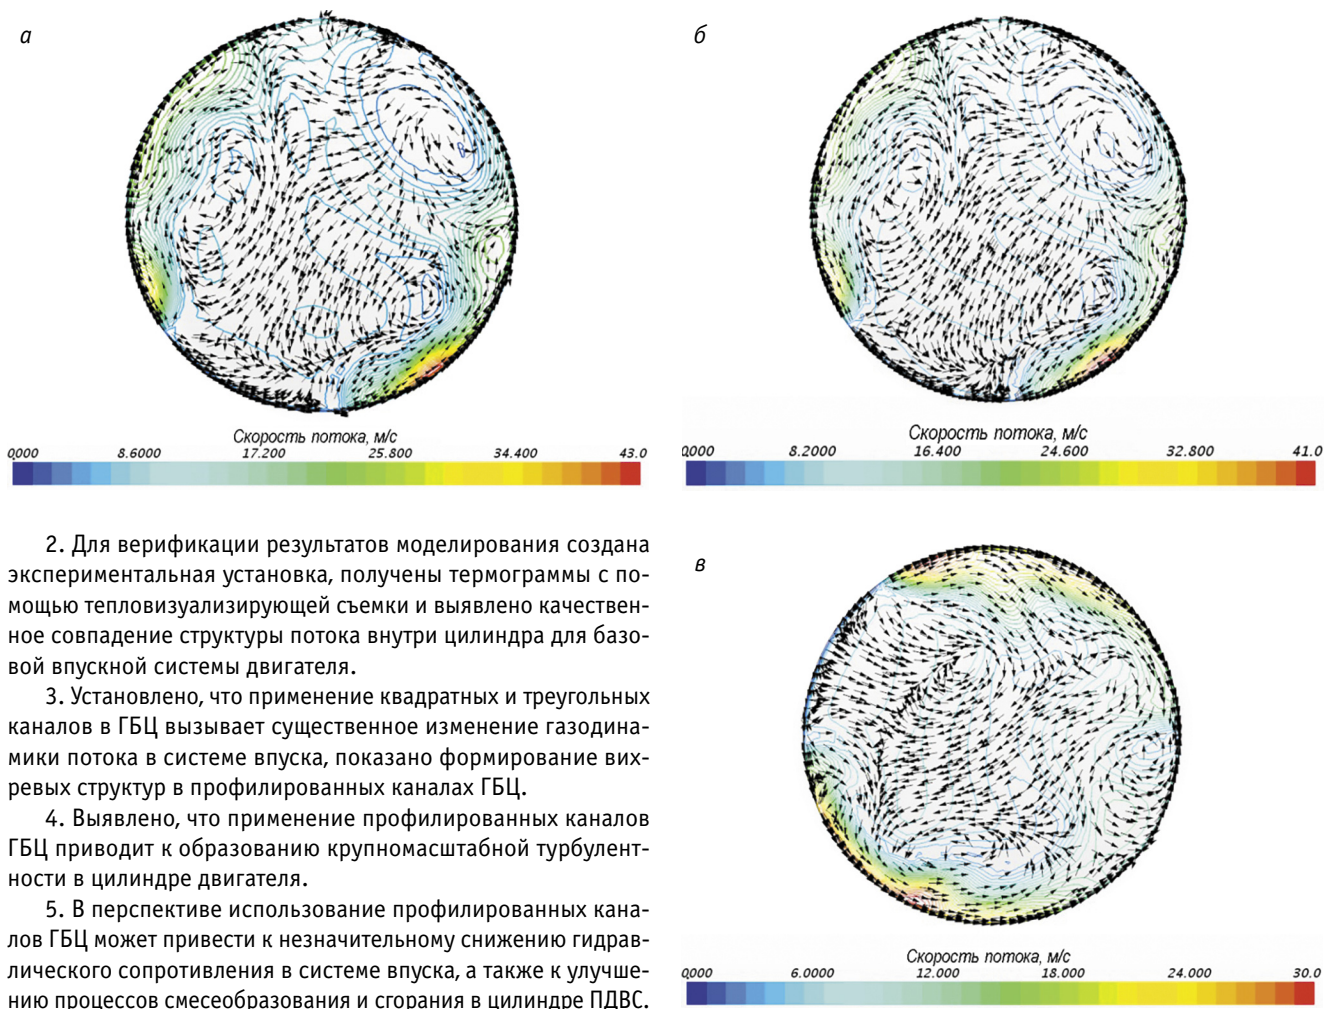 а
б
Скорость потока, м/с
0,000 8.6000 17.200 25.800 34.400 43.0
Скорость потока, м/с
0,000 8.2000 16.400 24.600 32.800 41.0
2. Для верификации результатов моделирования создана
экспериментальная установка, получены термограммы с по-
мощью тепловизуализирующей съемки и выявлено качествен-
ное совпадение структуры потока внутри цилиндра для базо-
вой впускной системы двигателя.
3. Установлено, что применение квадратных и треугольных
каналов в ГБЦ вызывает существенное изменение газодина-
мики потока в системе впуска, показано формирование вих-
ревых структур в профилированных каналах ГБЦ.
4. Выявлено, что применение профилированных каналов
ГБЦ приводит к образованию крупномасштабной турбулент-
ности в цилиндре двигателя.
5. В перспективе использование профилированных кана-
лов ГБЦ может привести к незначительному снижению гидрав-
лического сопротивления в системе впуска, а также к улучше-
нию процессов смесеобразования и сгорания в цилиндре ПДВС.
в
Скорость потока, м/с
0,000 6.0000 12.000 18.000 24.000 30.0